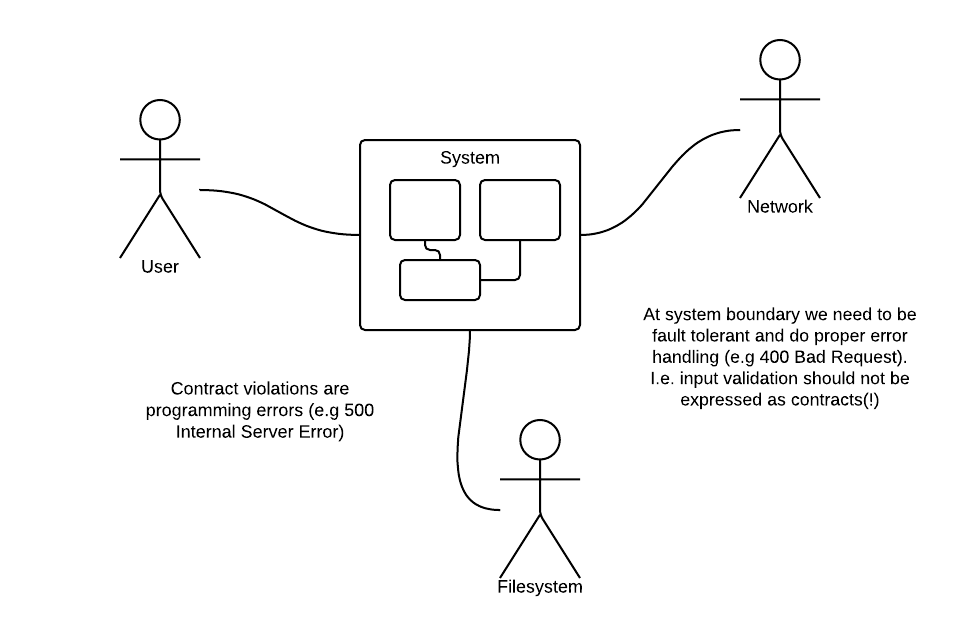 System
User
Network
At system boundary we need to be
fault tolerant and do proper error
handling (e.g 400 Bad Request).
I.e. input validation should not be
expressed as contracts(!)
Contract violations are
programming errors (e.g 500
Internal Server Error)
Filesystem